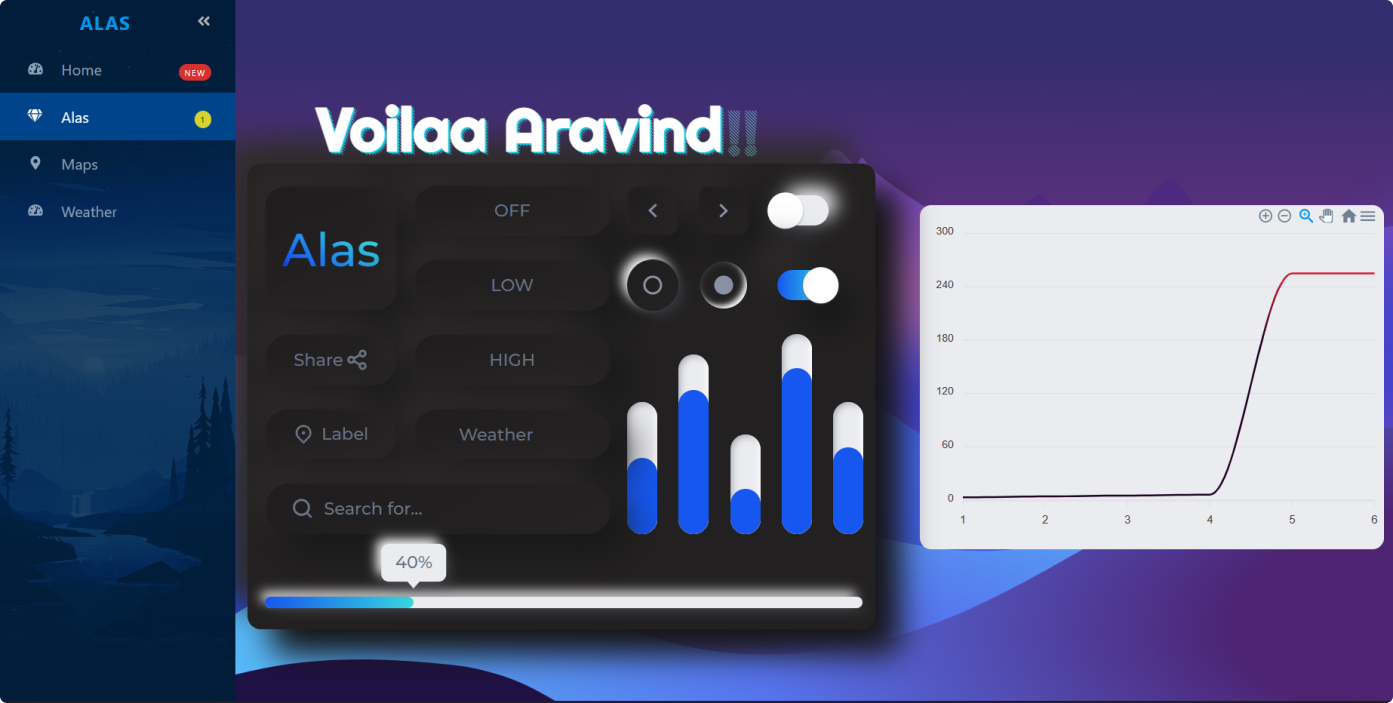 ALAS
Home NEW
Alas 1
Maps
Weather
Voilaa Aravind!!
Alas
OFF
LOW
Share
HIGH
Label
Weather
Search for...
40%
300
240
180
120
60
0
1 2 3 4 5 6